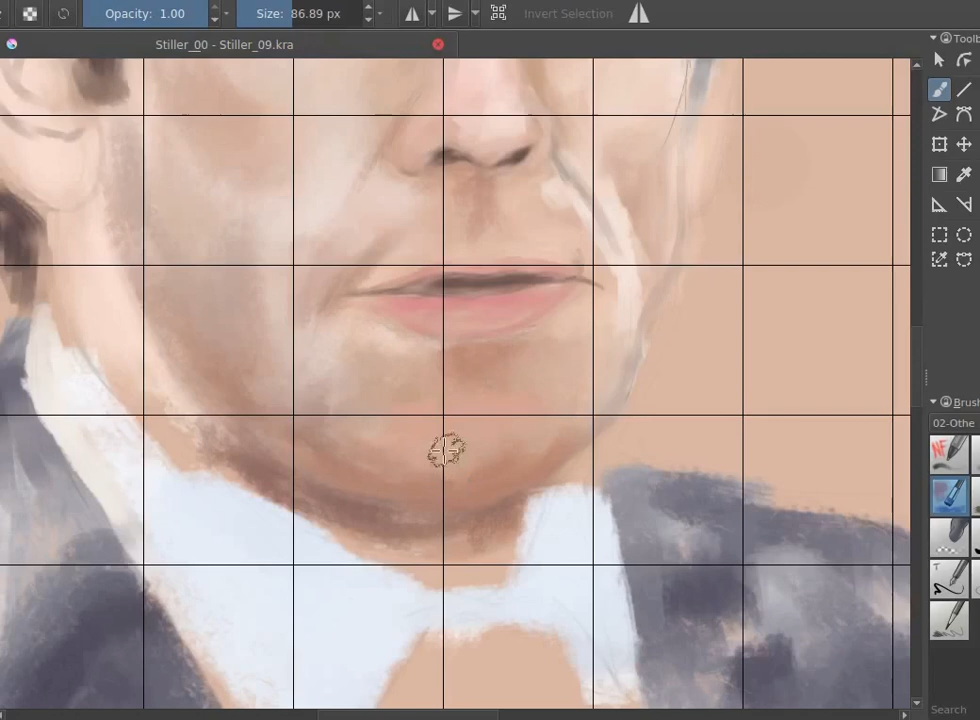 Opacity: 1.00
Size: 86.89 px
Invert Selection
Stiller_00 - Stiller_09.kra
Toolb
Brush
02-Othe
Search